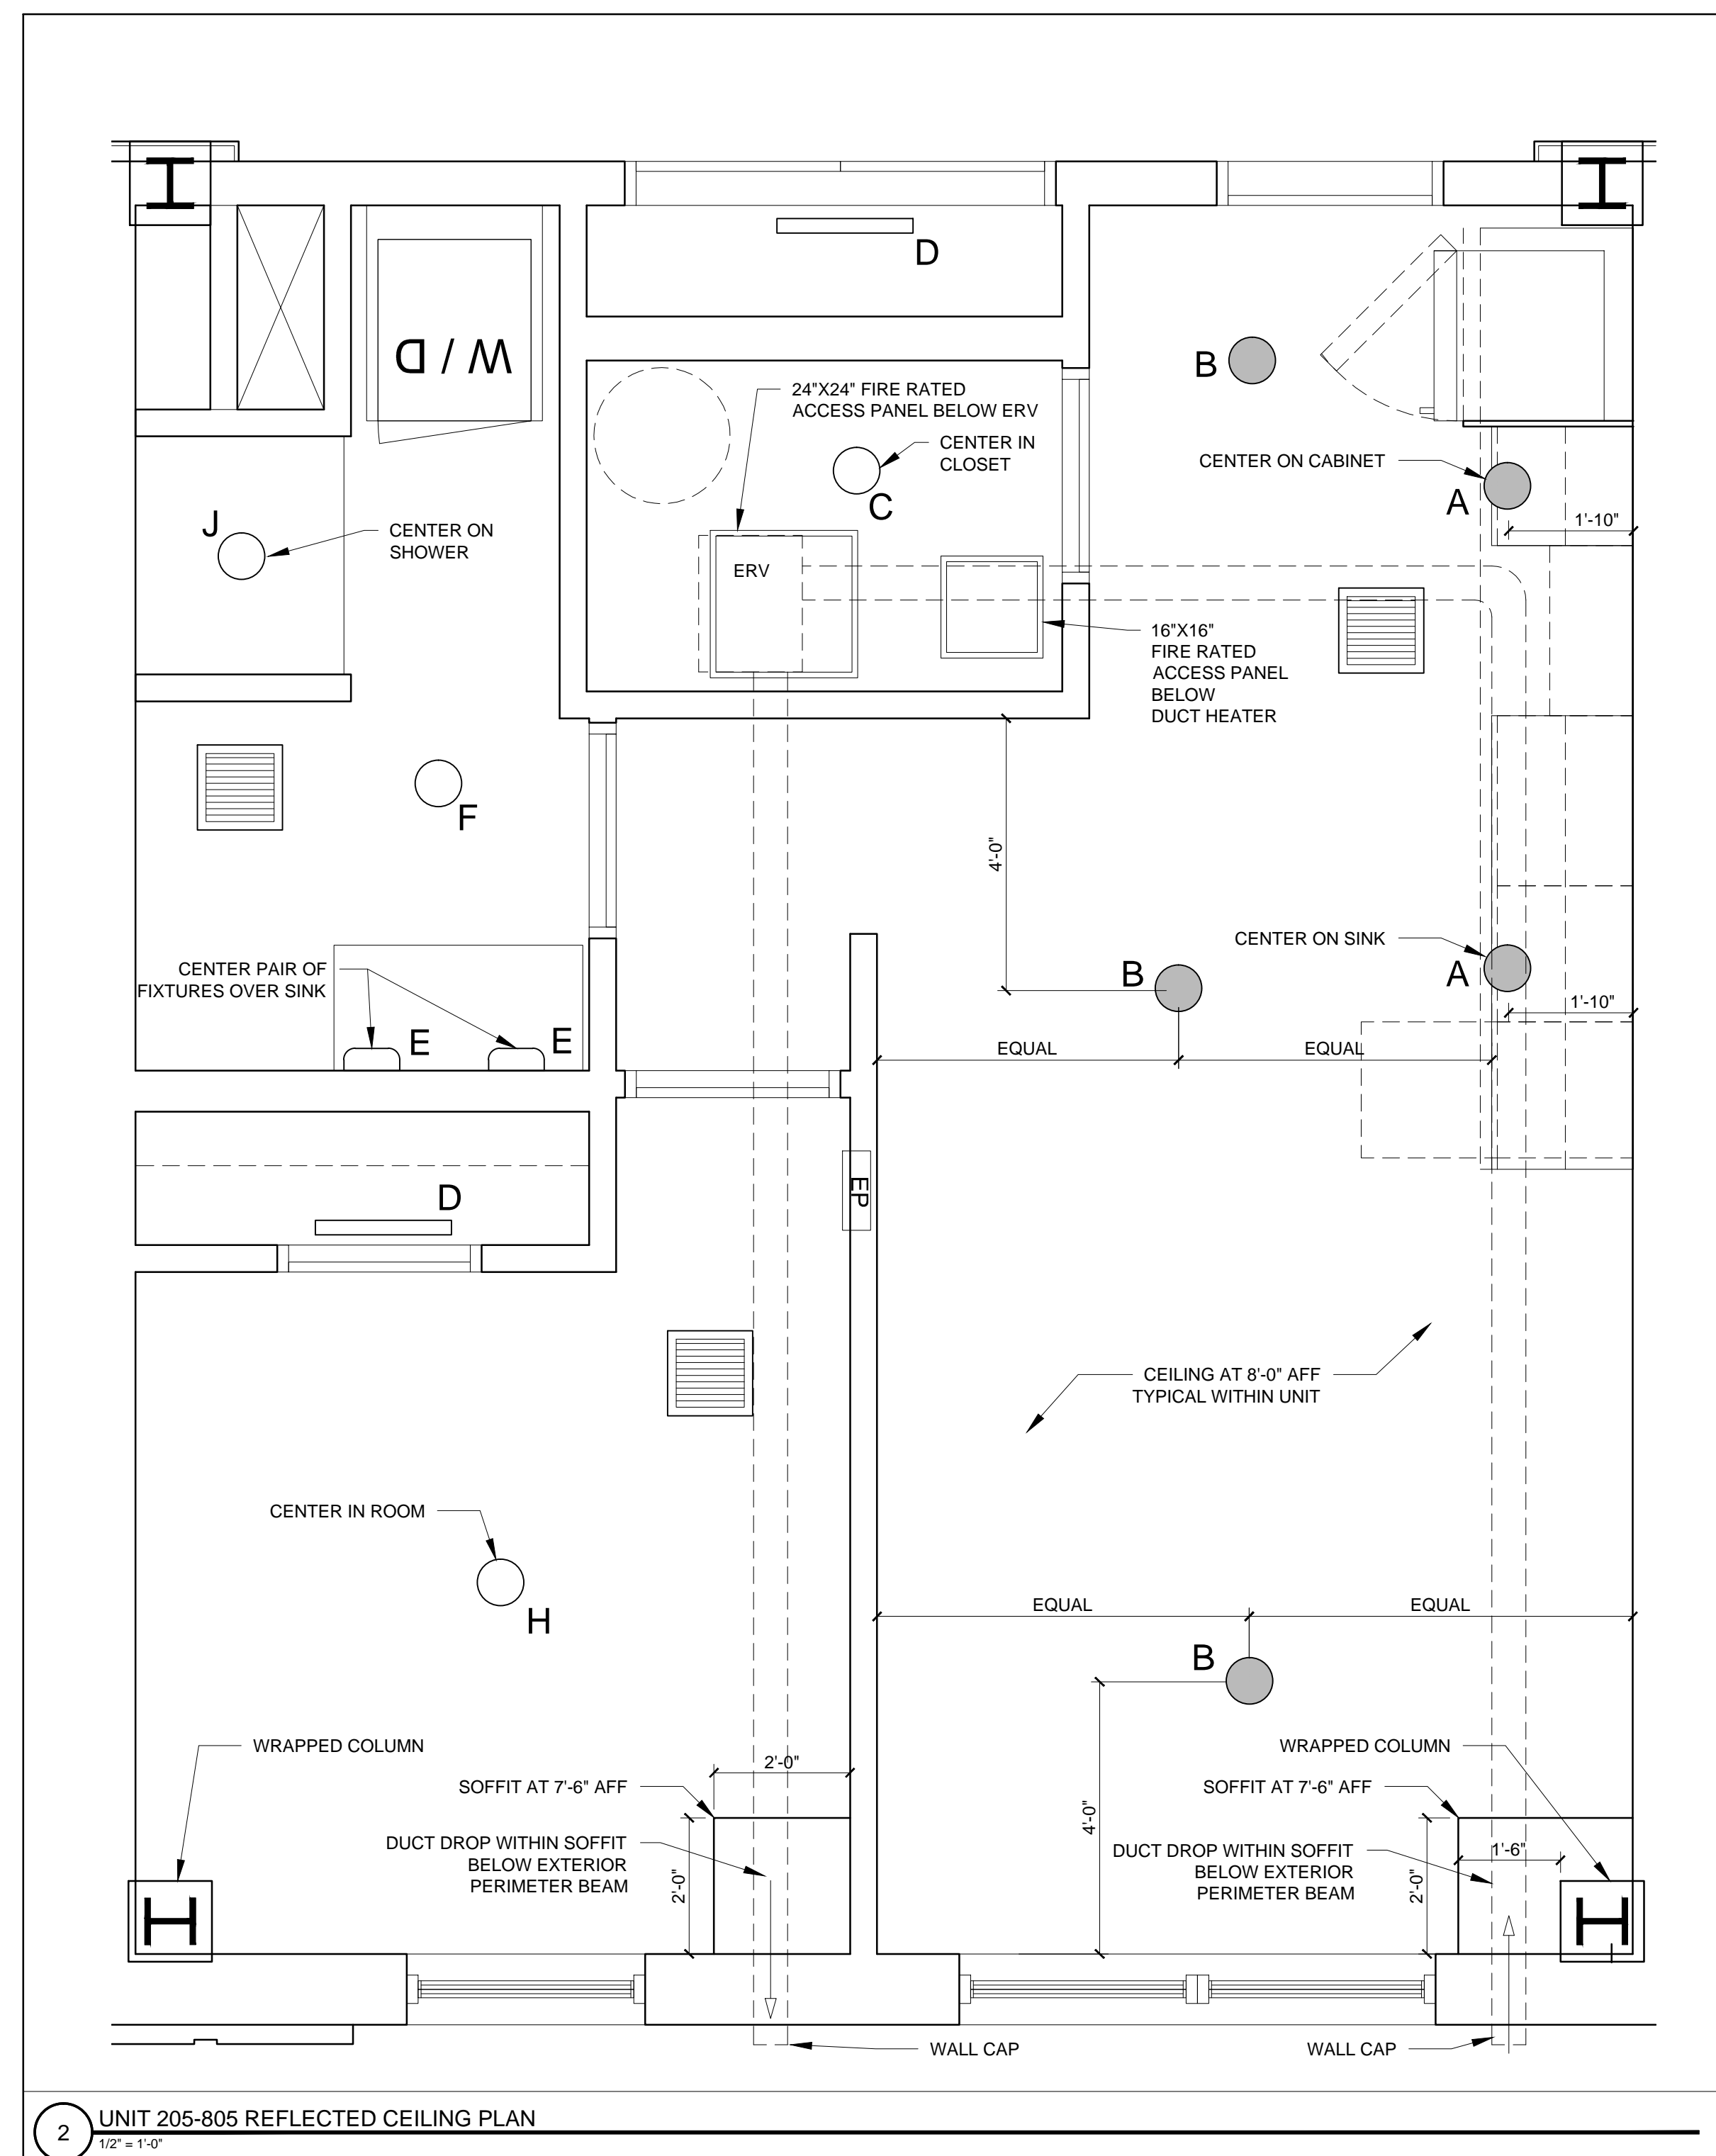 D
W / D
B
24"X24" FIRE RATED
ACCESS PANEL BELOW ERV
CENTER IN
CLOSET
C
CENTER ON CABINET
A
1'-10"
J
CENTER ON
SHOWER
ERV
16"X16"
FIRE RATED
ACCESS PANEL
BELOW
DUCT HEATER
F
4'-0"
CENTER ON SINK
A
B
1'-10"
CENTER PAIR OF
FIXTURES OVER SINK
E
E
EQUAL
EQUAL
D
EP
CEILING AT 8'-0" AFF
TYPICAL WITHIN UNIT
CENTER IN ROOM
H
EQUAL
EQUAL
B
WRAPPED COLUMN
2'-0"
SOFFIT AT 7'-6" AFF
DUCT DROP WITHIN SOFFIT
BELOW EXTERIOR
PERIMETER BEAM
2'-0"
4'-0"
WRAPPED COLUMN
SOFFIT AT 7'-6" AFF
DUCT DROP WITHIN SOFFIT
BELOW EXTERIOR
PERIMETER BEAM
2'-0"
1'-6"
WALL CAP
WALL CAP
2
UNIT 205-805 REFLECTED CEILING PLAN
1/2" = 1'-0"